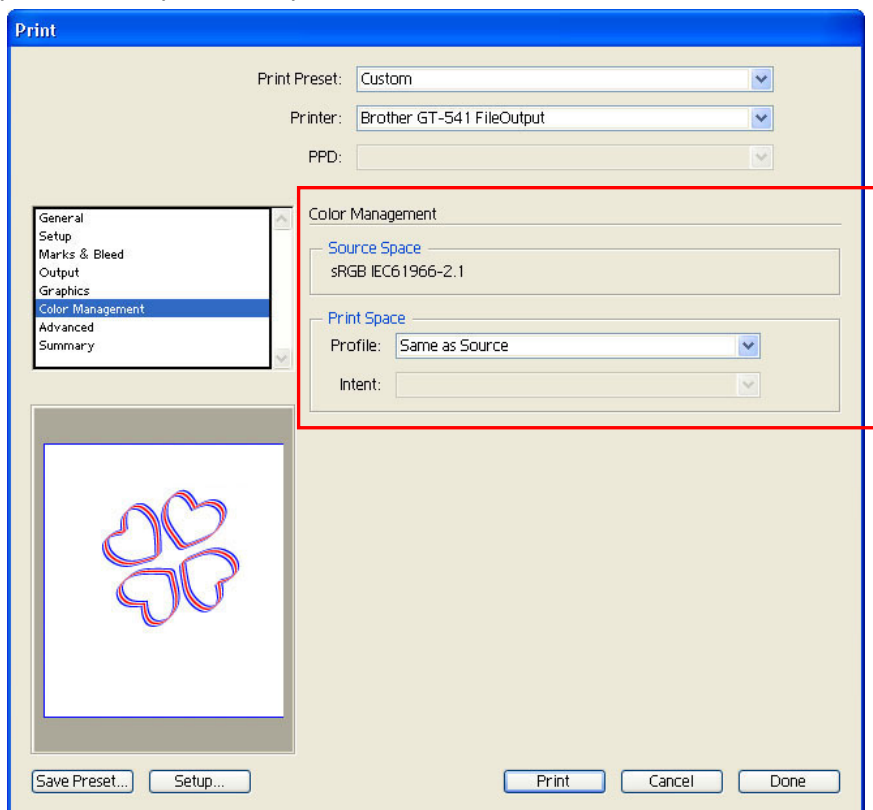 Print
Print Preset: Custom
Printer: Brother GT-541 FileOutput
PPD:
General
Setup
Marks & Bleed
Output
Graphics
Color Management
Advanced
Summary
Color Management
Source Space
sRGB IEC61966-2.1
Print Space
Profile: Same as Source
Intent:
Save Preset... Setup... Print Cancel Done